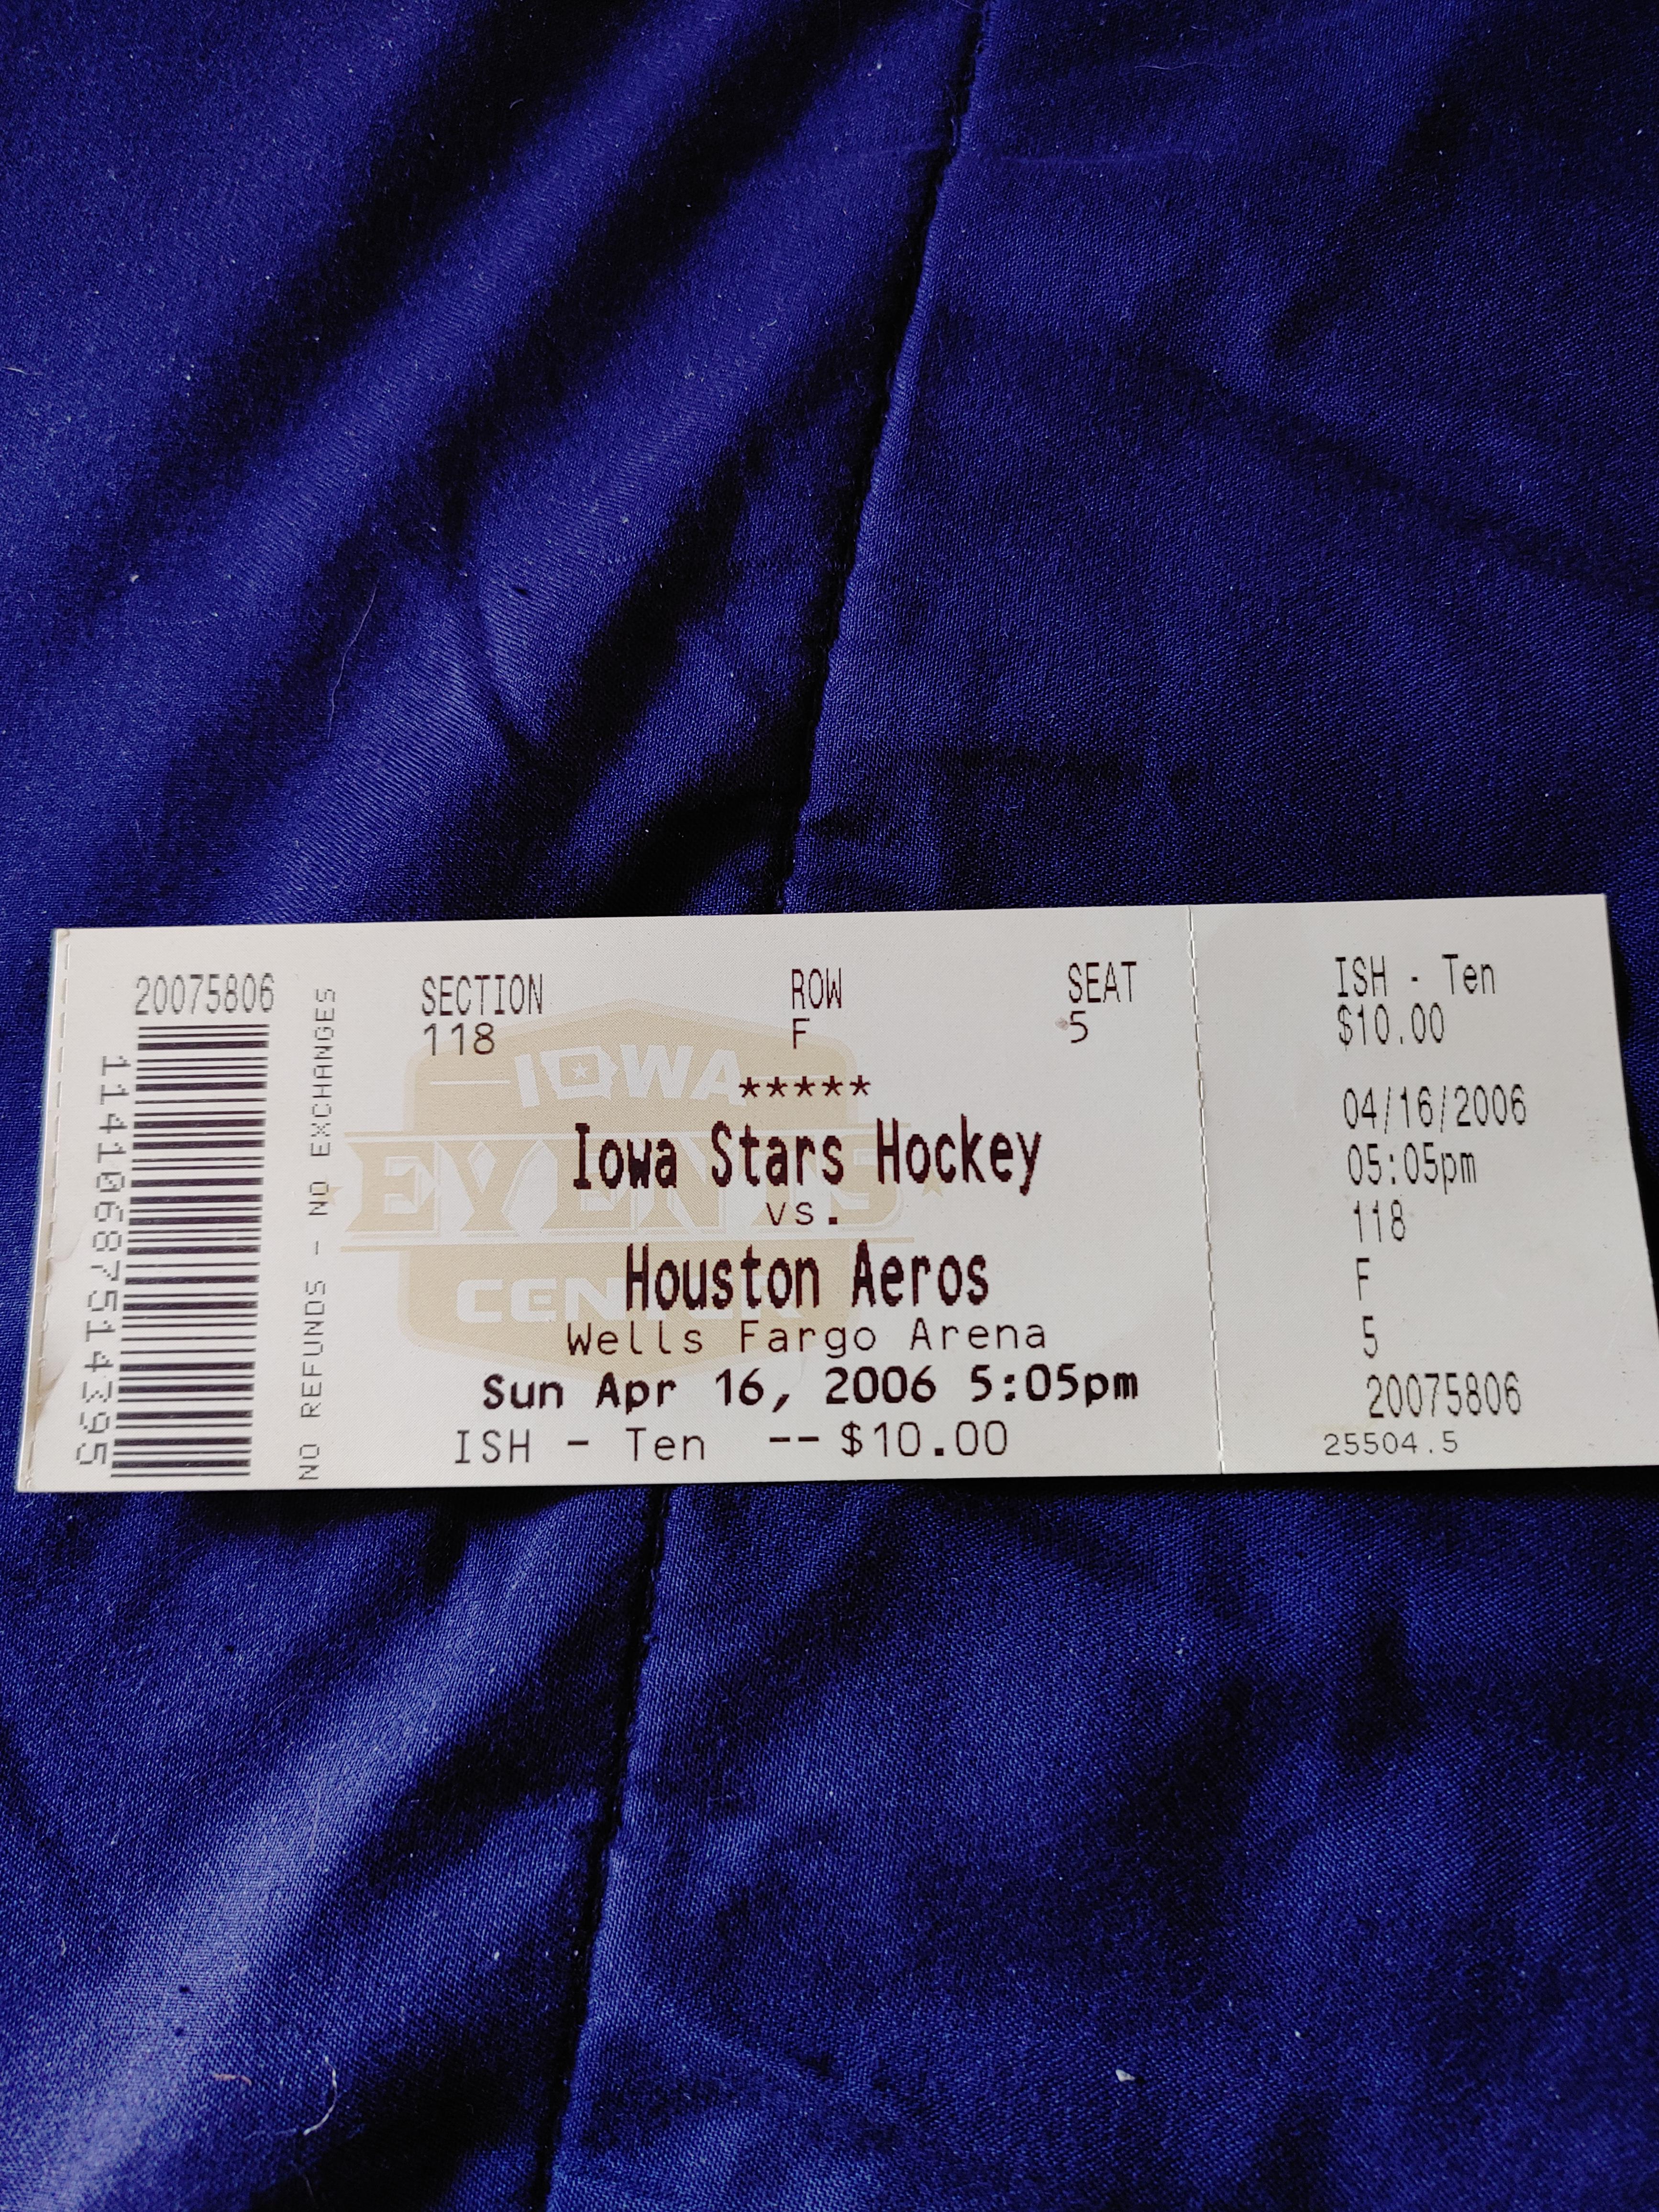 20075806
114106875143395
NO REFUNDS - NO EXCHANGES
SECTION ROW SEAT
118 F 5
IOWA
EVENTS
CENTER
*****
Iowa Stars Hockey
vs.
Houston Aeros
Wells Fargo Arena
Sun Apr 16, 2006 5:05pm
ISH - Ten -- $10.00
ISH - Ten
$10.00
04/16/2006
05:05pm
118
F
5
20075806
25504.5